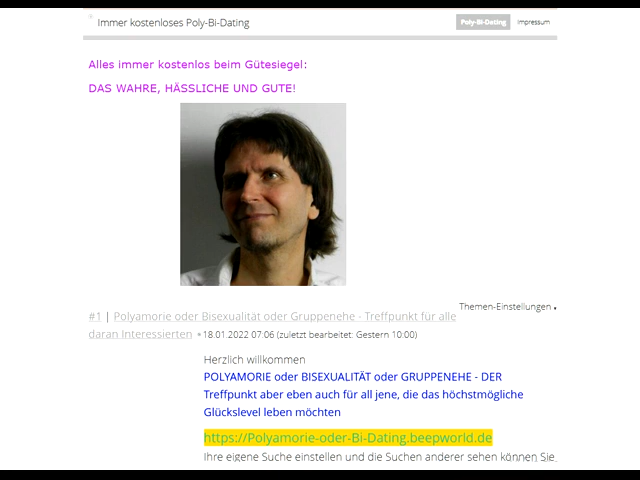 Immer kostenloses Poly-Bi-Dating
Poly-Bi-Dating
Impressum
Alles immer kostenlos beim Gütesiegel:
DAS WAHRE, HÄSSLICHE UND GUTE!
Themen-Einstellungen
#1 | Polyamorie oder Bisexualität oder Gruppenehe - Treffpunkt für alle
daran Interessierten 18.01.2022 07:06 (zuletzt bearbeitet: Gestern 10:00)
Herzlich willkommen
POLYAMORIE oder BISEXUALITÄT oder GRUPPENEHE - DER
Treffpunkt aber eben auch für all jene, die das höchstmögliche
Glückslevel leben möchten
https://Polyamorie-oder-Bi-Dating.beepworld.de
Ihre eigene Suche einstellen und die Suchen anderer sehen können Sie